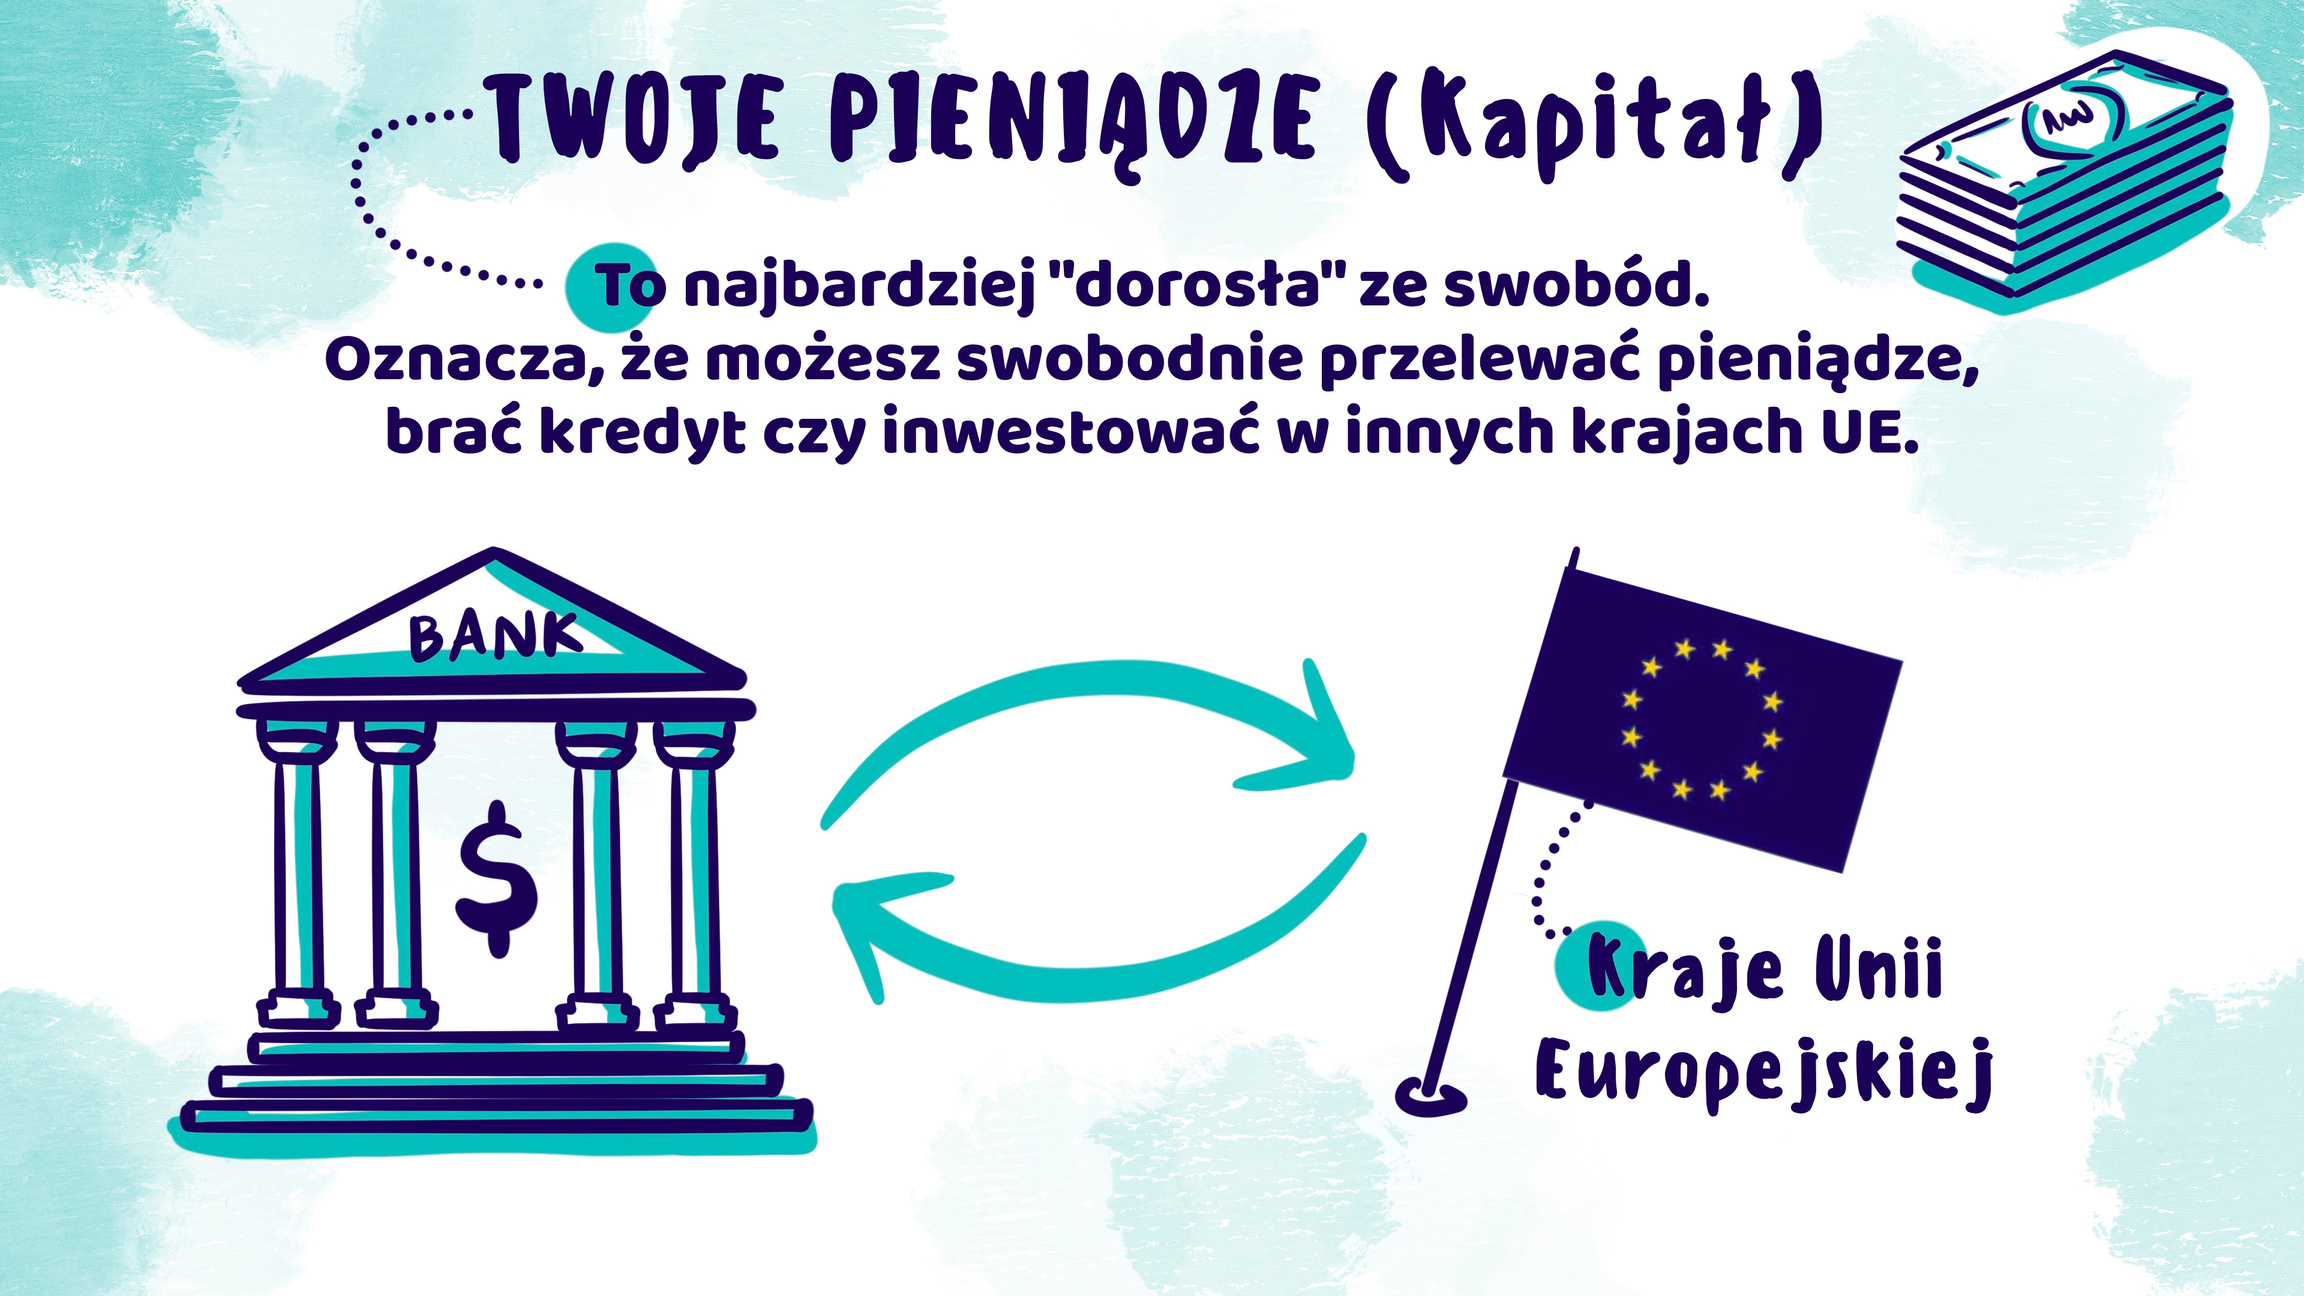 TWOJE PIENIĄDZE (Kapitał)
To najbardziej "dorosła" ze swobód.
Oznacza, że możesz swobodnie przelewać pieniądze,
brać kredyt czy inwestować w innych krajach UE.
BANK
$
Kraje Unii
Europejskiej